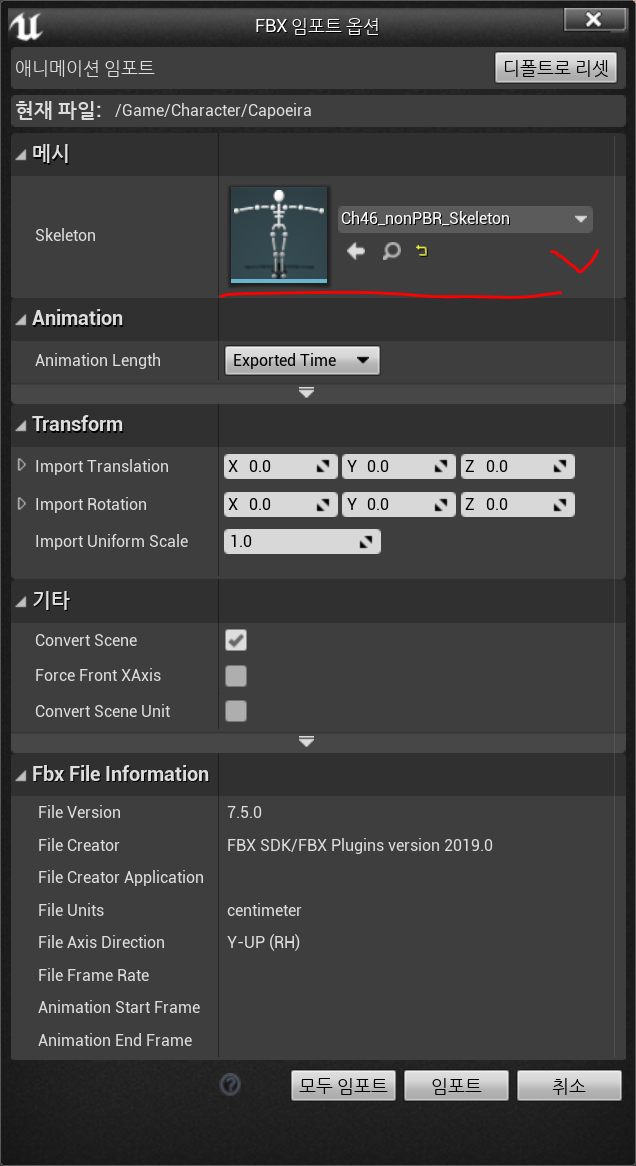 FBX 임포트 옵션
애니메이션 임포트
디폴트로 리셋
현재 파일: /Game/Character/Capoeira
메시
Skeleton
Ch46_nonPBR_Skeleton
Animation
Animation Length
Exported Time
Transform
Import Translation X 0.0 Y 0.0 Z 0.0
Import Rotation X 0.0 Y 0.0 Z 0.0
Import Uniform Scale 1.0
기타
Convert Scene
Force Front XAxis
Convert Scene Unit
Fbx File Information
File Version 7.5.0
File Creator FBX SDK/FBX Plugins version 2019.0
File Creator Application
File Units centimeter
File Axis Direction Y-UP (RH)
File Frame Rate
Animation Start Frame
Animation End Frame
? 모두 임포트 임포트 취소